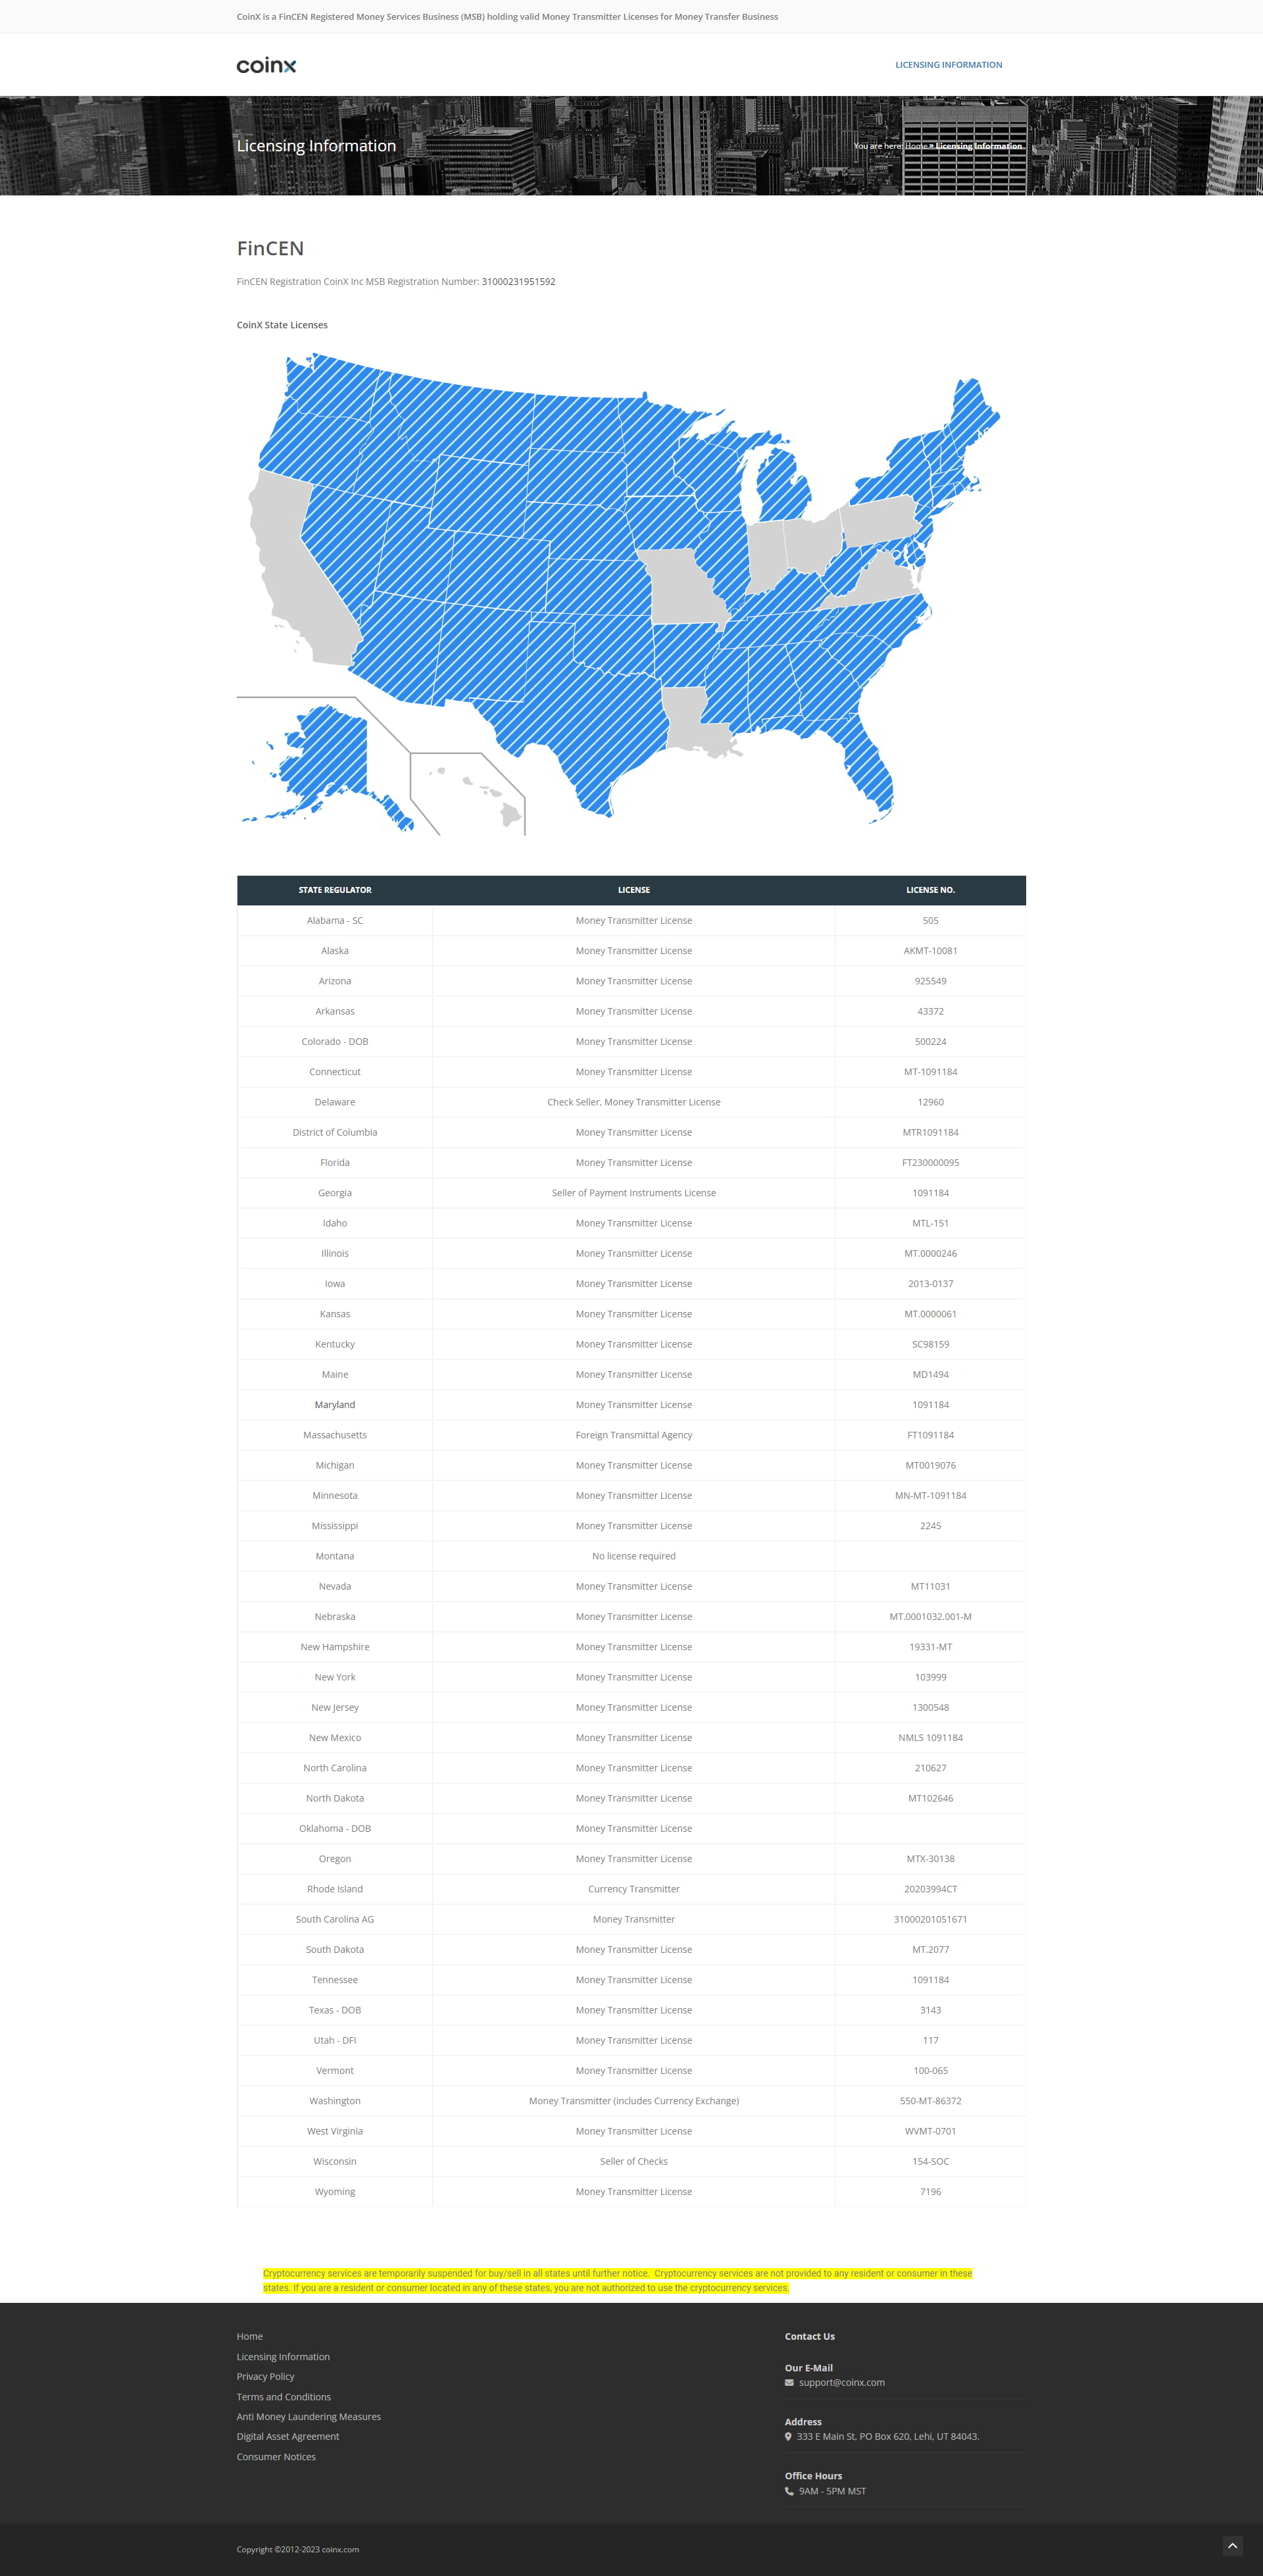 CoinX is a FinCEN Registered Money Services Business (MSB) holding valid Money Transmitter Licenses for Money Transfer Business
coinx
LICENSING INFORMATION
Licensing Information
You are here: Home » Licensing Information
FinCEN
FinCEN Registration CoinX Inc MSB Registration Number: 31000231951592
CoinX State Licenses
STATE REGULATOR LICENSE LICENSE NO.
Alabama - SC Money Transmitter License 505
Alaska Money Transmitter License AKMT-10081
Arizona Money Transmitter License 925549
Arkansas Money Transmitter License 43372
Colorado - DOB Money Transmitter License 500224
Connecticut Money Transmitter License MT-1091184
Delaware Check Seller, Money Transmitter License 12960
District of Columbia Money Transmitter License MTR1091184
Florida Money Transmitter License FT230000095
Georgia Seller of Payment Instruments License 1091184
Idaho Money Transmitter License MTL-151
Illinois Money Transmitter License MT.0000246
Iowa Money Transmitter License 2013-0137
Kansas Money Transmitter License MT.0000061
Kentucky Money Transmitter License SC98159
Maine Money Transmitter License MD1494
Maryland Money Transmitter License 1091184
Massachusetts Foreign Transmittal Agency FT1091184
Michigan Money Transmitter License MT0019076
Minnesota Money Transmitter License MN-MT-1091184
Mississippi Money Transmitter License 2245
Montana No license required
Nevada Money Transmitter License MT11031
Nebraska Money Transmitter License MT.0001032.001-M
New Hampshire Money Transmitter License 19331-MT
New York Money Transmitter License 103999
New Jersey Money Transmitter License 1300548
New Mexico Money Transmitter License NMLS 1091184
North Carolina Money Transmitter License 210627
North Dakota Money Transmitter License MT102646
Oklahoma - DOB Money Transmitter License
Oregon Money Transmitter License MTX-30138
Rhode Island Currency Transmitter 20203994CT
South Carolina AG Money Transmitter 31000201051671
South Dakota Money Transmitter License MT.2077
Tennessee Money Transmitter License 1091184
Texas - DOB Money Transmitter License 3143
Utah - DFI Money Transmitter License 117
Vermont Money Transmitter License 100-065
Washington Money Transmitter (includes Currency Exchange) 550-MT-86372
West Virginia Money Transmitter License WVMT-0701
Wisconsin Seller of Checks 154-SOC
Wyoming Money Transmitter License 7196
Cryptocurrency services are temporarily suspended for buy/sell in all states until further notice. Cryptocurrency services are not provided to any resident or consumer in these
states. If you are a resident or consumer located in any of these states, you are not authorized to use the cryptocurrency services.
Home
Licensing Information
Privacy Policy
Terms and Conditions
Anti Money Laundering Measures
Digital Asset Agreement
Consumer Notices
Contact Us
Our E-Mail
support@coinx.com
Address
333 E Main St, PO Box 620, Lehi, UT 84043.
Office Hours
9AM - 5PM MST
Copyright ©2012-2023 coinx.com